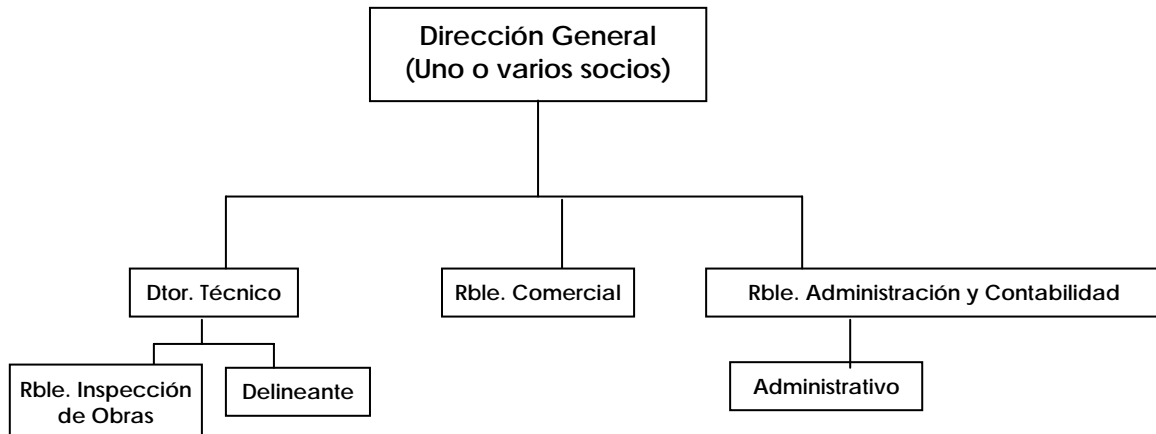 Dirección General
(Uno o varios socios)
Dtor. Técnico
Rble. Comercial
Rble. Administración y Contabilidad
Rble. Inspección
de Obras
Delineante
Administrativo